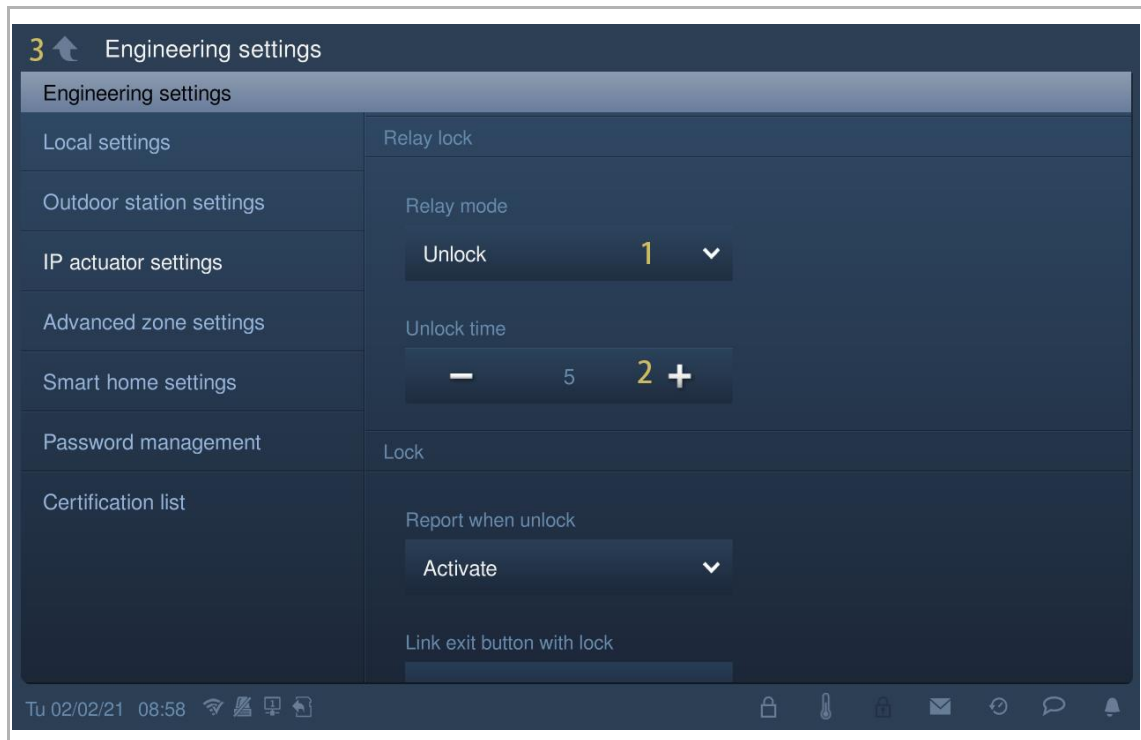 3 Engineering settings
Engineering settings
Local settings
Outdoor station settings
IP actuator settings
Advanced zone settings
Smart home settings
Password management
Certification list
Relay lock
Relay mode
Unlock 1
Unlock time
− 5 2 +
Lock
Report when unlock
Activate
Link exit button with lock
Tu 02/02/21 08:58